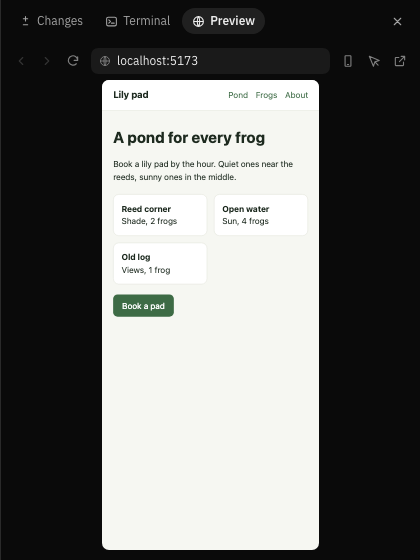 Changes
Terminal
Preview
localhost:5173
Lily pad
Pond Frogs About
A pond for every frog
Book a lily pad by the hour. Quiet ones near the
reeds, sunny ones in the middle.
Reed corner
Shade, 2 frogs
Open water
Sun, 4 frogs
Old log
Views, 1 frog
Book a pad